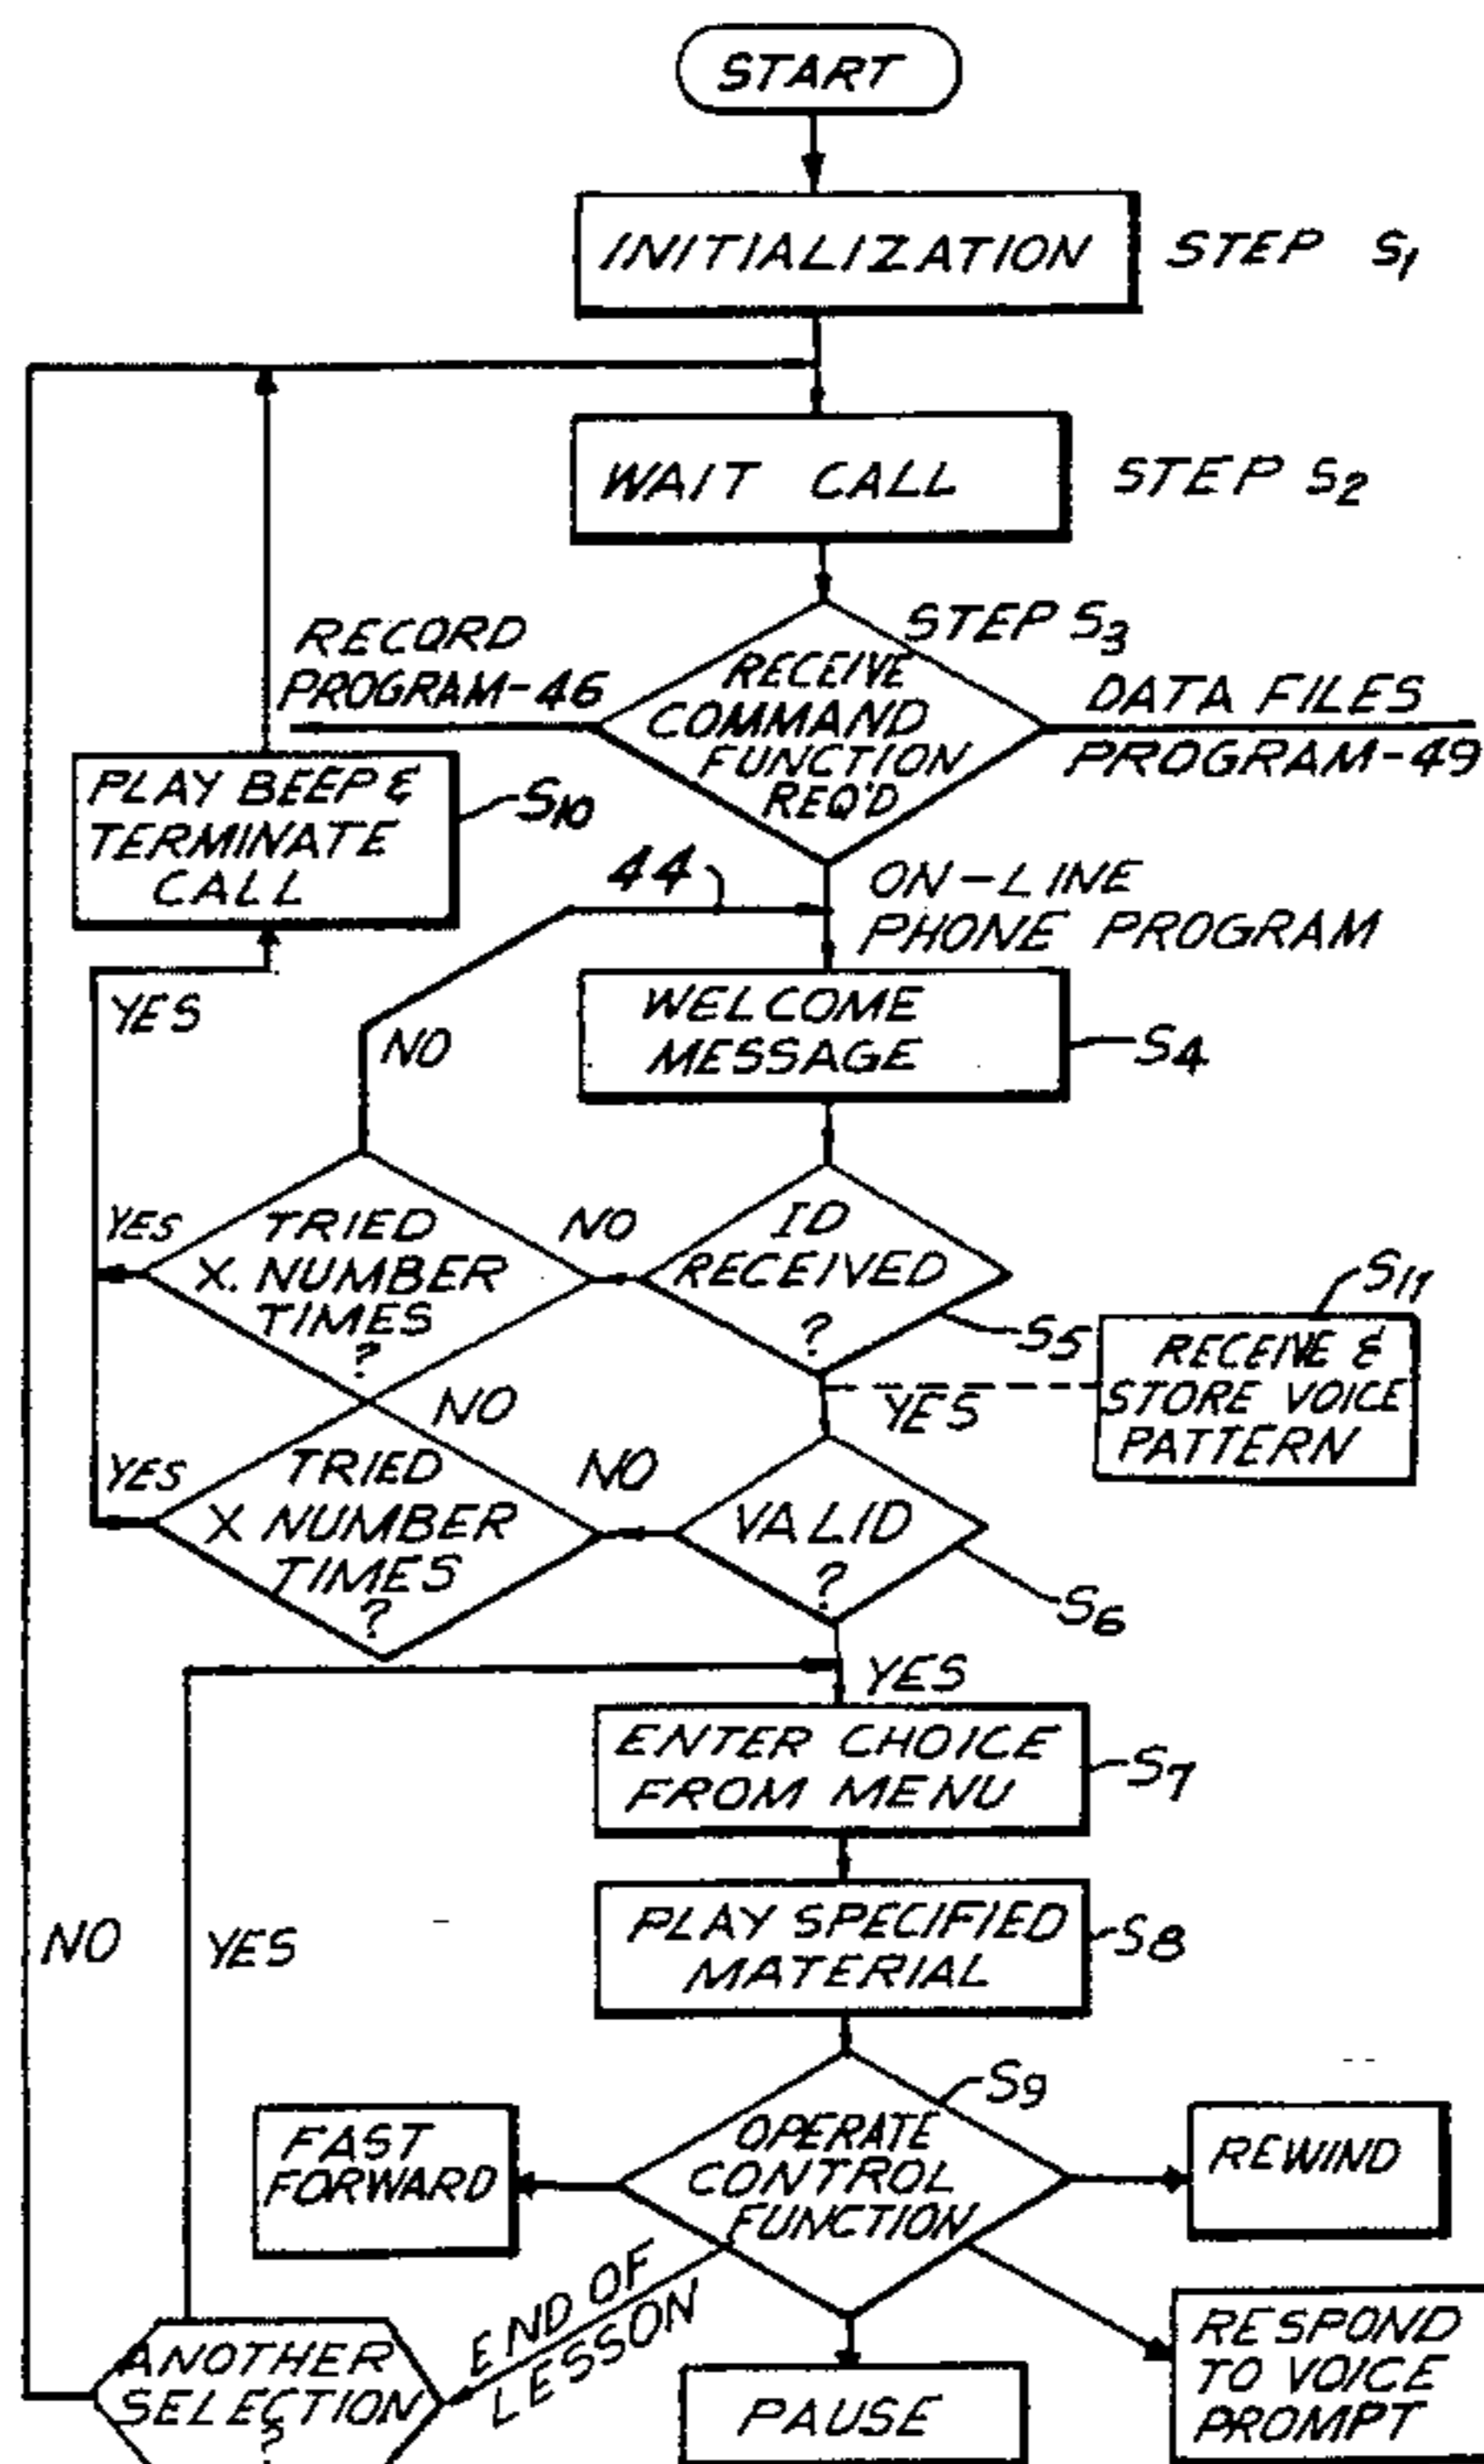 START
INITIALIZATION
STEP S1
WAIT CALL
STEP S2
STEP S3
RECORD
PROGRAM-46
RECEIVE
COMMAND
FUNCTION
REQ'D
DATA FILES
PROGRAM-49
PLAY BEEP &
TERMINATE
CALL
S10
44
ON-LINE
PHONE PROGRAM
YES
NO
WELCOME
MESSAGE
S4
YES
TRIED
X. NUMBER
TIMES
?
NO
ID
RECEIVED
?
S5
S11
RECEIVE &
STORE VOICE
PATTERN
YES
NO
YES
TRIED
X NUMBER
TIMES
?
NO
VALID
?
S6
YES
ENTER CHOICE
FROM MENU
S7
NO
YES
PLAY SPECIFIED
MATERIAL
S8
S9
OPERATE
CONTROL
FUNCTION
FAST
FORWARD
REWIND
END OF
LESSON
ANOTHER
SELECTION
?
PAUSE
RESPOND
TO VOICE
PROMPT